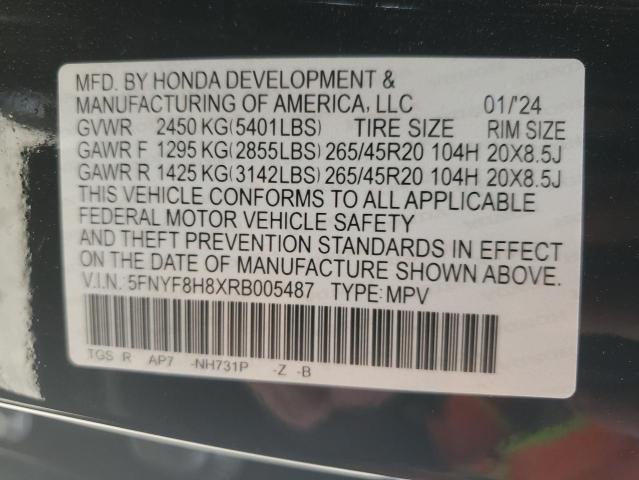 MFD. BY HONDA DEVELOPMENT &
MANUFACTURING OF AMERICA, LLC 01/'24
GVWR 2450 KG(5401LBS) TIRE SIZE RIM SIZE
GAWR F 1295 KG(2855LBS) 265/45R20 104H 20X8.5J
GAWR R 1425 KG(3142LBS) 265/45R20 104H 20X8.5J
THIS VEHICLE CONFORMS TO ALL APPLICABLE
FEDERAL MOTOR VEHICLE SAFETY
AND THEFT PREVENTION STANDARDS IN EFFECT
ON THE DATE OF MANUFACTURE SHOWN ABOVE.
V.I.N.: 5FNYF8H8XRB005487 TYPE: MPV
TGS R AP7 -NH731P -Z -B